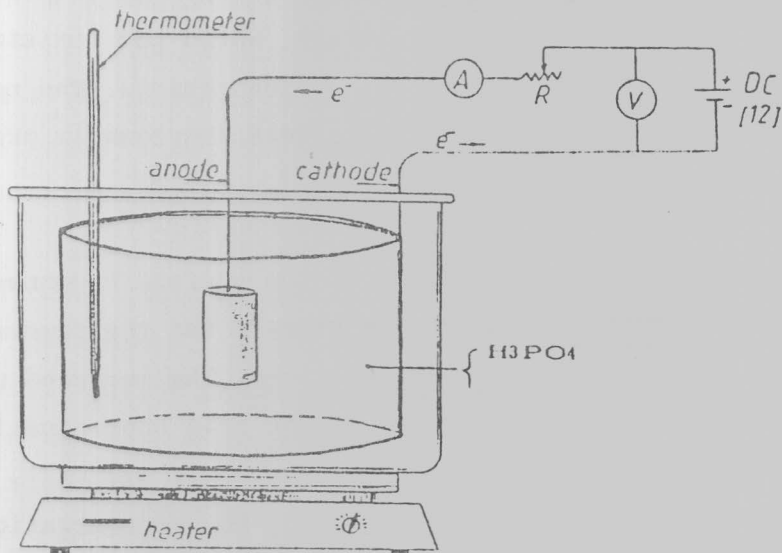 thermometer
e-
A
R
V
+
DC
-
[12]
e-
anode
cathode
H3PO4
heater